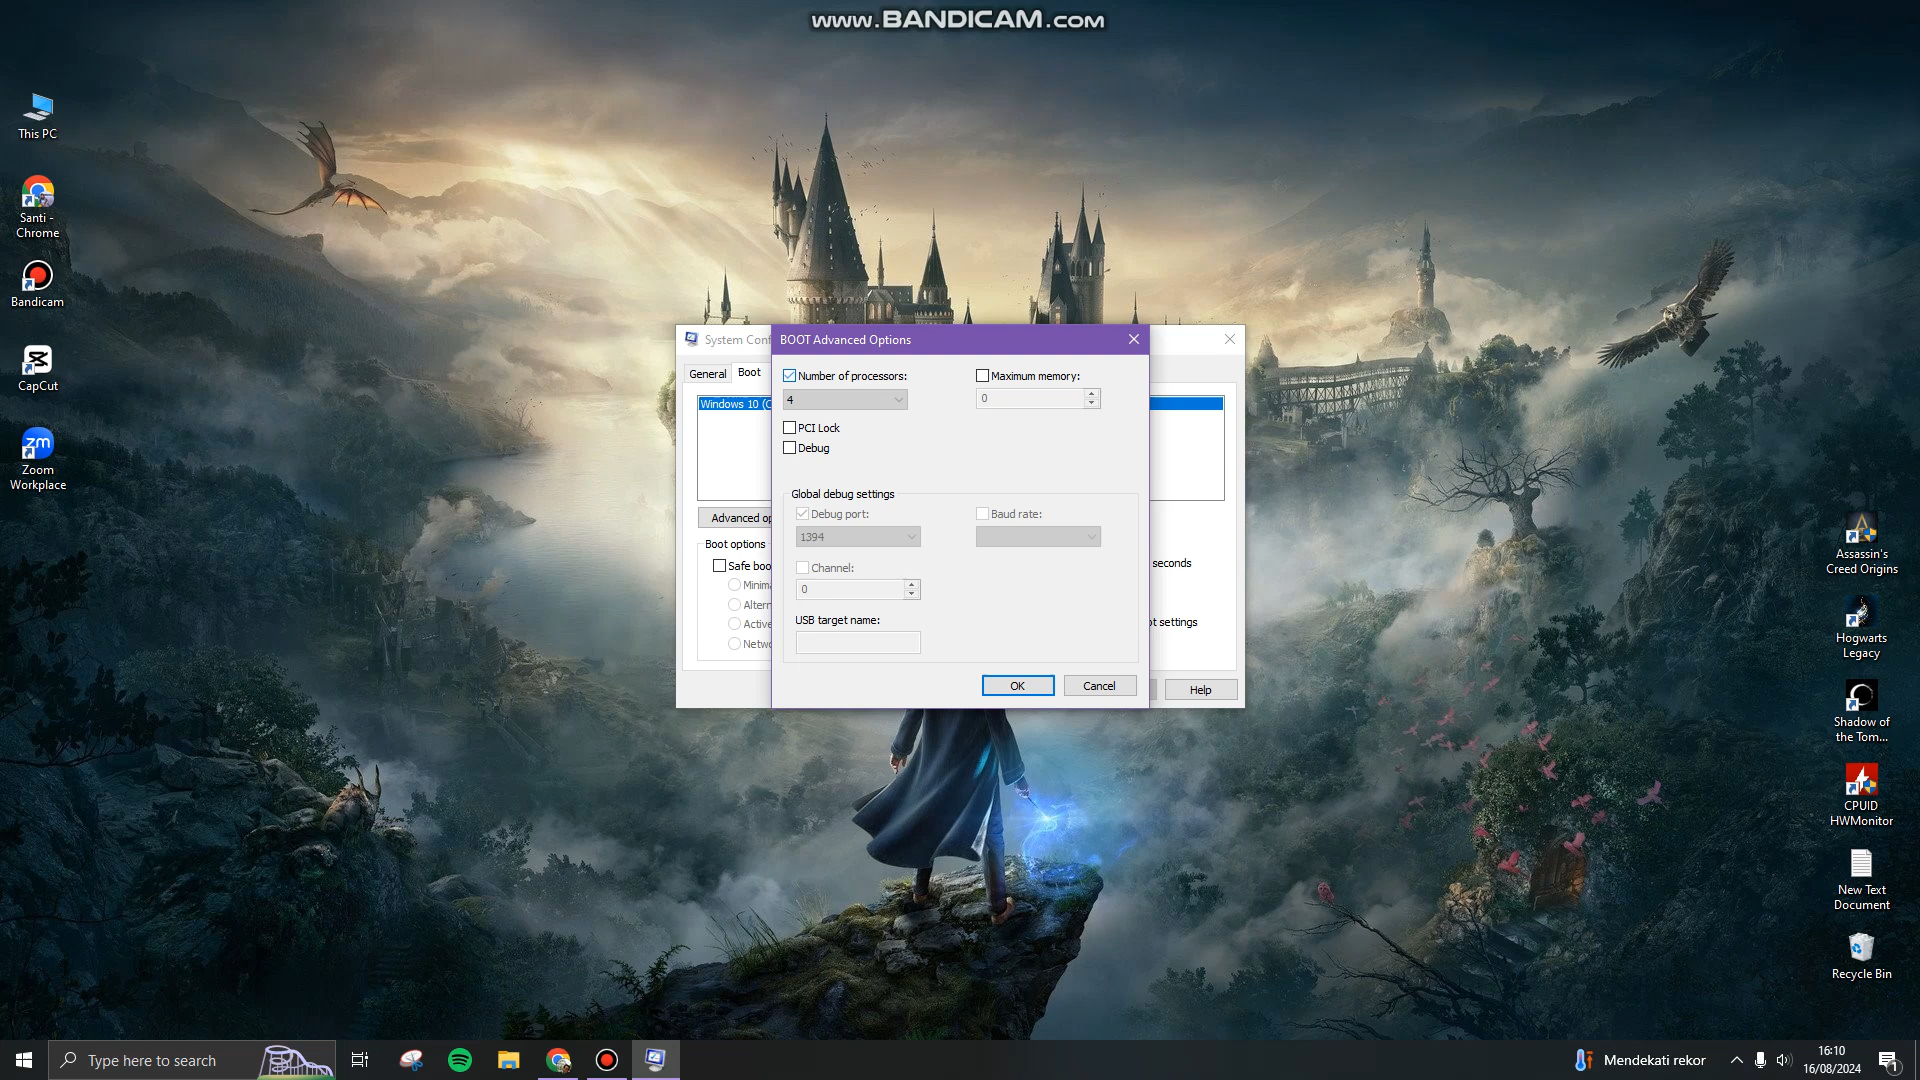 www.BANDICAM.com
This PC
Santi -
Chrome
Bandicam
CapCut
Zoom
Workplace
System Conf
BOOT Advanced Options
General
Boot
Windows 10 (C
Number of processors:
4
Maximum memory:
0
PCI Lock
Debug
Global debug settings
Debug port:
1394
Baud rate:
Channel:
0
USB target name:
OK
Cancel
Advanced op
Boot options
Safe boo
Minima
Altern
Active
Netwo
seconds
ot settings
Help
Assassin's
Creed Origins
Hogwarts
Legacy
Shadow of
the Tom...
CPUID
HWMonitor
New Text
Document
Recycle Bin
Type here to search
Mendekati rekor
16:10
16/08/2024
1